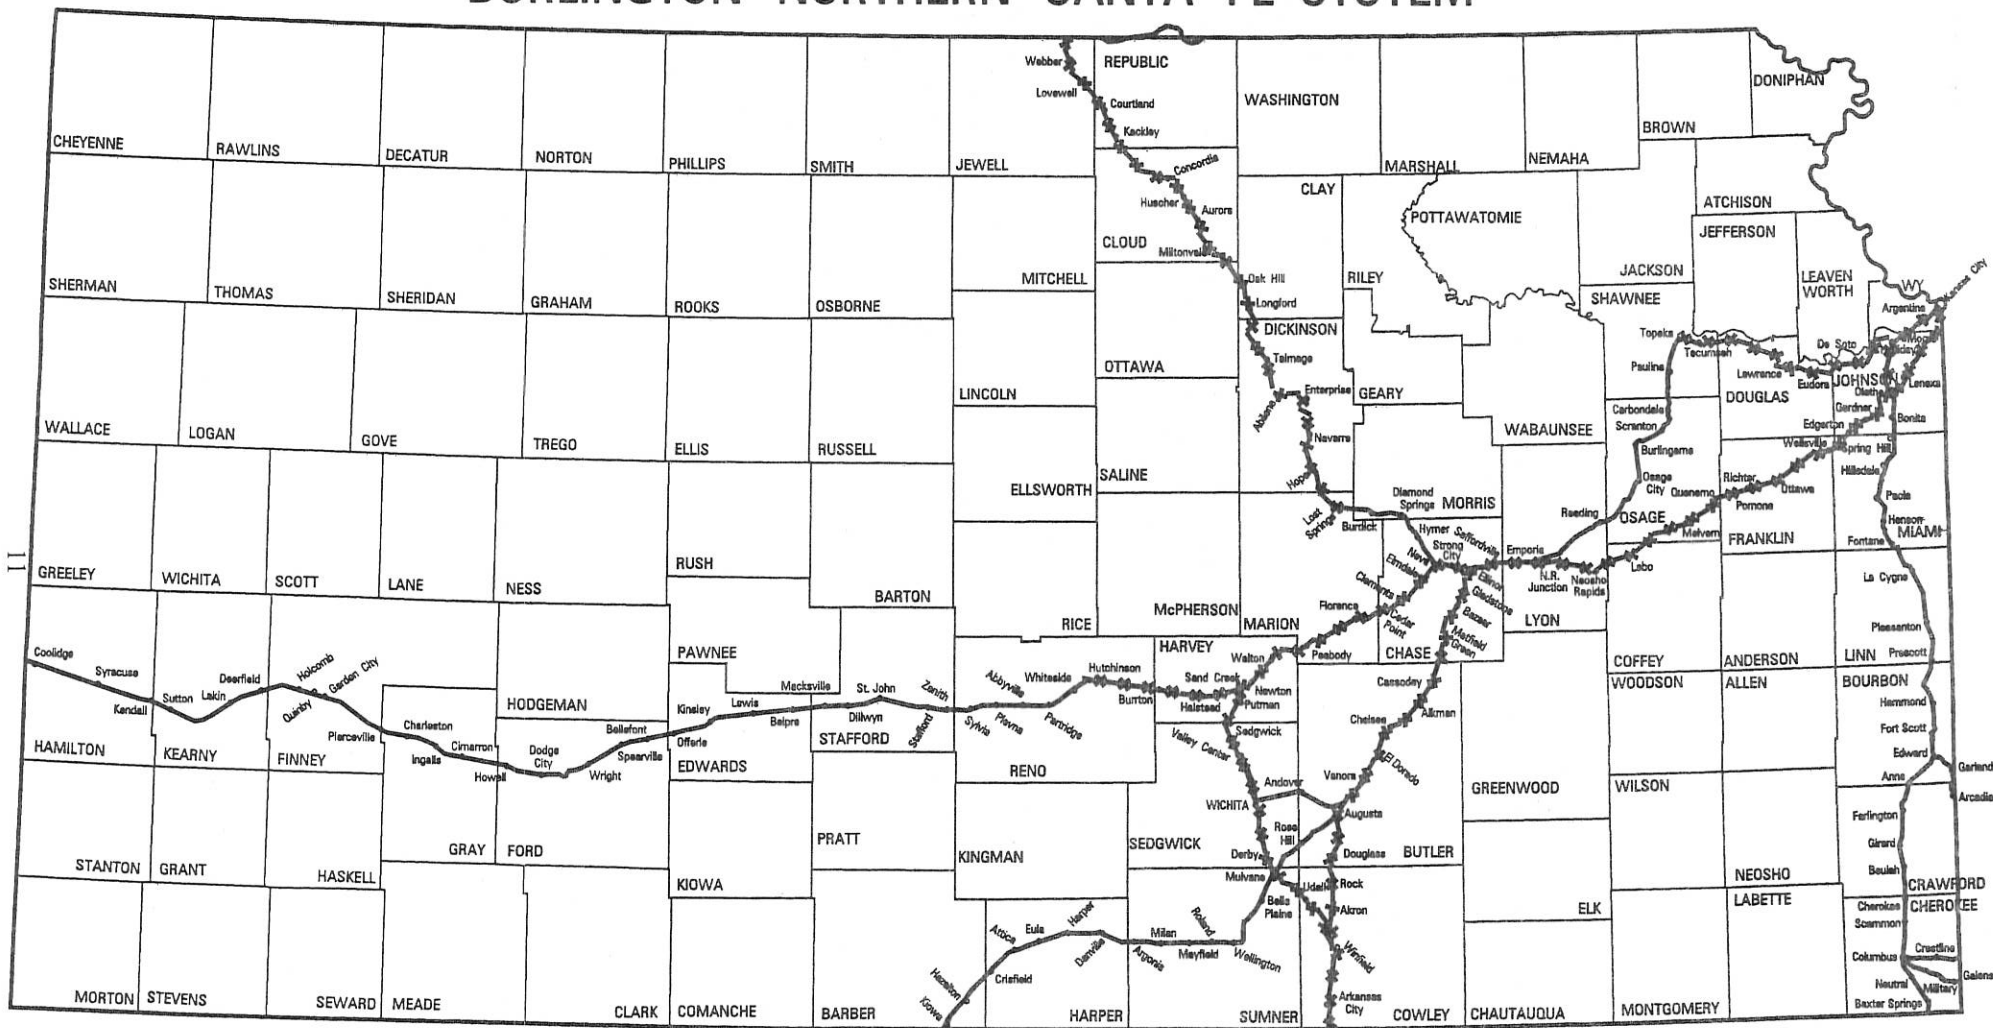 BURLINGTON NORTHERN SANTA FE SYSTEM
Webber
REPUBLIC
DONIPHAN
Lovewell
Courtland
WASHINGTON
Kackley
BROWN
CHEYENNE
RAWLINS
DECATUR
NORTON
PHILLIPS
SMITH
JEWELL
Concordia
MARSHALL
NEMAHA
CLAY
Huscher
Aurora
POTTAWATOMIE
ATCHISON
JEFFERSON
CLOUD
Miltonvale
SHERMAN
THOMAS
SHERIDAN
GRAHAM
ROOKS
OSBORNE
MITCHELL
Oak Hill
RILEY
JACKSON
LEAVEN
WORTH
WY
Kansas City
Longford
SHAWNEE
Argentine
DICKINSON
Topeka
Tecumseh
De Soto
Holliday
Talmage
OTTAWA
Pauline
Lawrence
Eudora
JOHNSON
Lenexa
LINCOLN
Abilene
Enterprise
GEARY
DOUGLAS
Olathe
Carbondale
Scranton
Gardner
Edgerton
Bonita
WALLACE
LOGAN
GOVE
TREGO
ELLIS
RUSSELL
Navarre
WABAUNSEE
Burlingame
Wellsville
Spring Hill
Hillsdale
ELLSWORTH
SALINE
Hope
Diamond
Springs
MORRIS
Osage
City
Quenemo
Richter
Pomona
Ottawa
Paola
Lost
Springs
Burdick
Reading
OSAGE
Melvern
FRANKLIN
Henson
MIAMI
Fontana
11
GREELEY
WICHITA
SCOTT
LANE
NESS
RUSH
BARTON
RICE
McPHERSON
MARION
Hymer
Saffordville
Strong
City
Neva
Elmdale
Clements
Cedar
Point
Florence
Peabody
Ellinor
Gladstone
Bazaar
Matfield
Green
CHASE
Emporia
N.R.
Junction
Neosho
Rapids
Lebo
LYON
La Cygne
Pleasanton
Prescott
COFFEY
ANDERSON
LINN
Coolidge
Syracuse
Kendall
Sutton
Lakin
Deerfield
Holcomb
Quinby
Garden City
Pierceville
Charleston
Ingalls
Cimarron
Howell
Dodge
City
Wright
Spearville
Bellefont
Offerle
Kinsley
Lewis
Belpre
Macksville
Dillwyn
St. John
Stafford
Zenith
Sylvia
Abbyville
Plevna
Partridge
Whiteside
Hutchinson
Burrton
Halstead
Sand Creek
Newton
Putman
Walton
HARVEY
PAWNEE
HODGEMAN
HAMILTON
KEARNY
FINNEY
EDWARDS
STAFFORD
RENO
Sedgwick
Valley Center
Cassoday
Aikman
Chelsea
El Dorado
Vanora
WOODSON
ALLEN
BOURBON
Hammond
Fort Scott
Edward
Anne
Garland
Arcadia
WICHITA
Andover
Augusta
Rose
Hill
Derby
Douglass
BUTLER
GREENWOOD
WILSON
Farlington
Girard
Beulah
STANTON
GRANT
HASKELL
GRAY
FORD
KIOWA
PRATT
KINGMAN
SEDGWICK
Mulvane
Udall
Rock
Belle
Plaine
Akron
ELK
NEOSHO
LABETTE
CRAWFORD
CHEROKEE
Cherokee
Scammon
Columbus
Crestline
Galena
Neutral
Military
Baxter Springs
Kiowa
Hazelton
Crisfield
Attica
Eula
Harper
Danville
Argonia
Milan
Mayfield
Roland
Wellington
Winfield
Arkansas
City
MORTON
STEVENS
SEWARD
MEADE
CLARK
COMANCHE
BARBER
HARPER
SUMNER
COWLEY
CHAUTAUQUA
MONTGOMERY